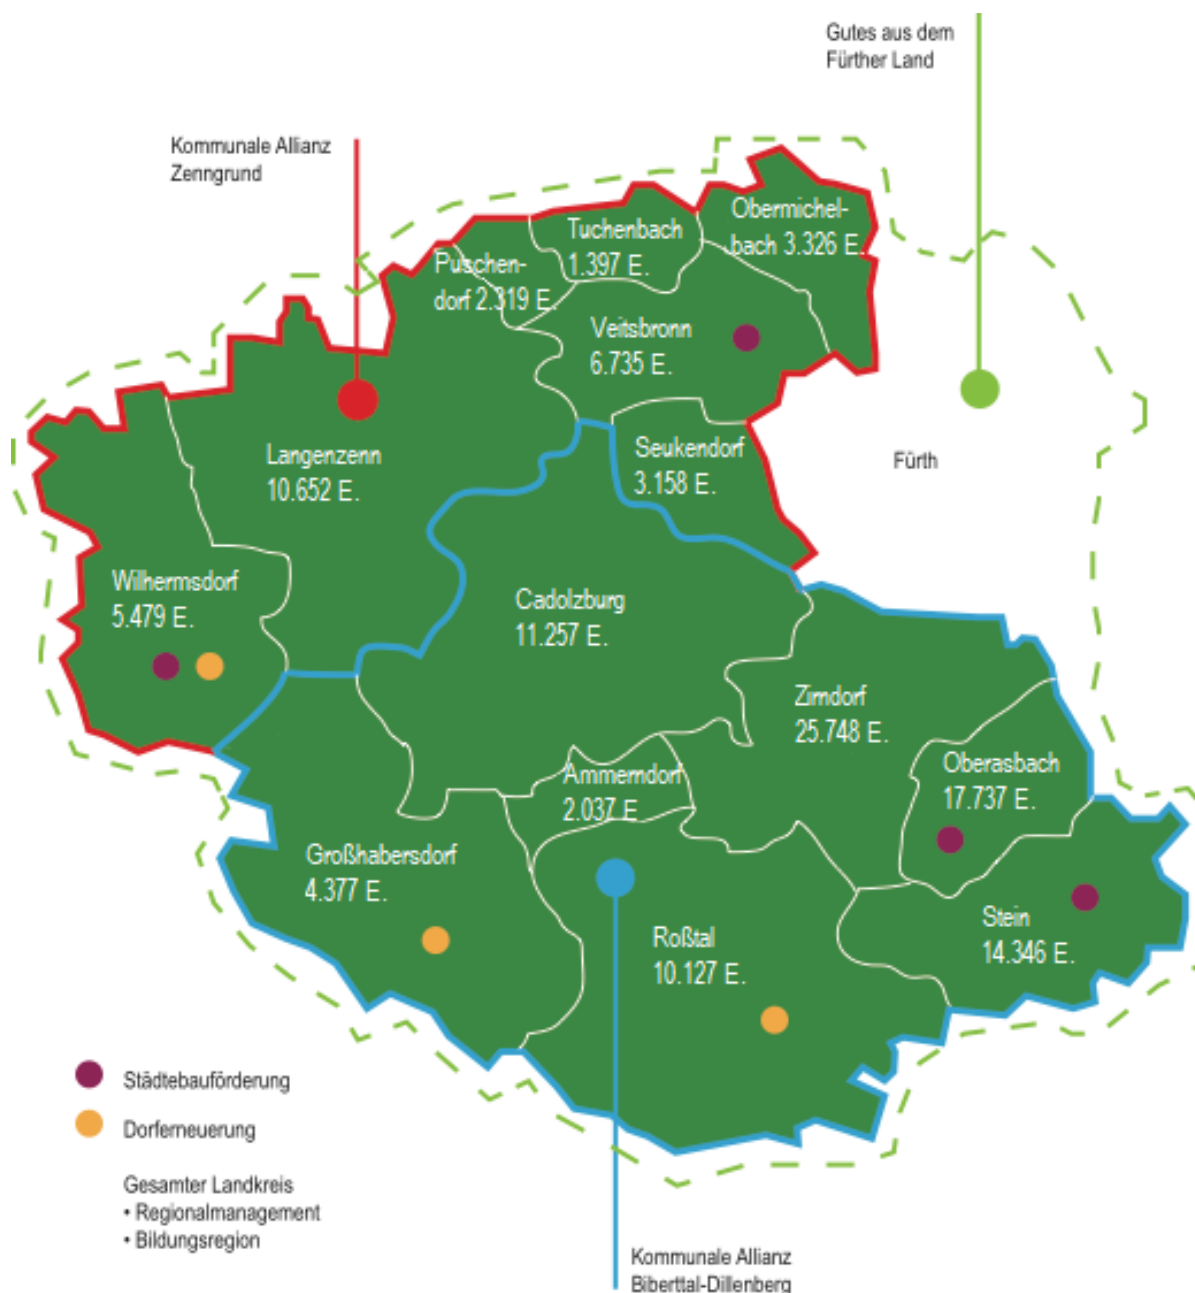 Gutes aus dem
Fürther Land
Kommunale Allianz
Zenngrund
Obermichel-
bach 3.326 E.
Tuchenbach
1.397 E.
Puschen-
dorf 2.319 E.
Veitsbronn
6.735 E.
Seukendorf
3.158 E.
Langenzenn
10.652 E.
Fürth
Wilhermsdorf
5.479 E.
Cadolzburg
11.257 E.
Zirndorf
25.748 E.
Oberasbach
17.737 E.
Ammerndorf
2.037 E.
Großhabersdorf
4.377 E.
Stein
14.346 E.
Roßtal
10.127 E.
Städtebauförderung
Dorferneuerung
Gesamter Landkreis
• Regionalmanagement
• Bildungsregion
Kommunale Allianz
Biberttal-Dillenberg